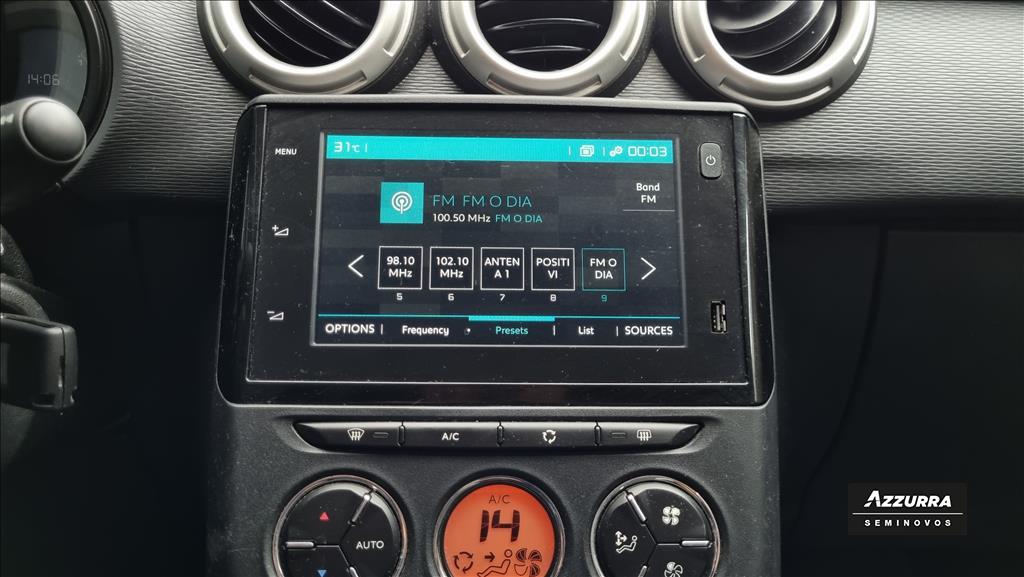 14:06
MENU
31°C
00:03
FM FM O DIA
100.50 MHz FM O DIA
Band
FM
98.10
MHz
5
102.10
MHz
6
ANTEN
A 1
7
POSITI
VI
8
FM O
DIA
9
OPTIONS
Frequency
Presets
List
SOURCES
A/C
AUTO
A/C
14
AZZURRA
SEMINOVOS